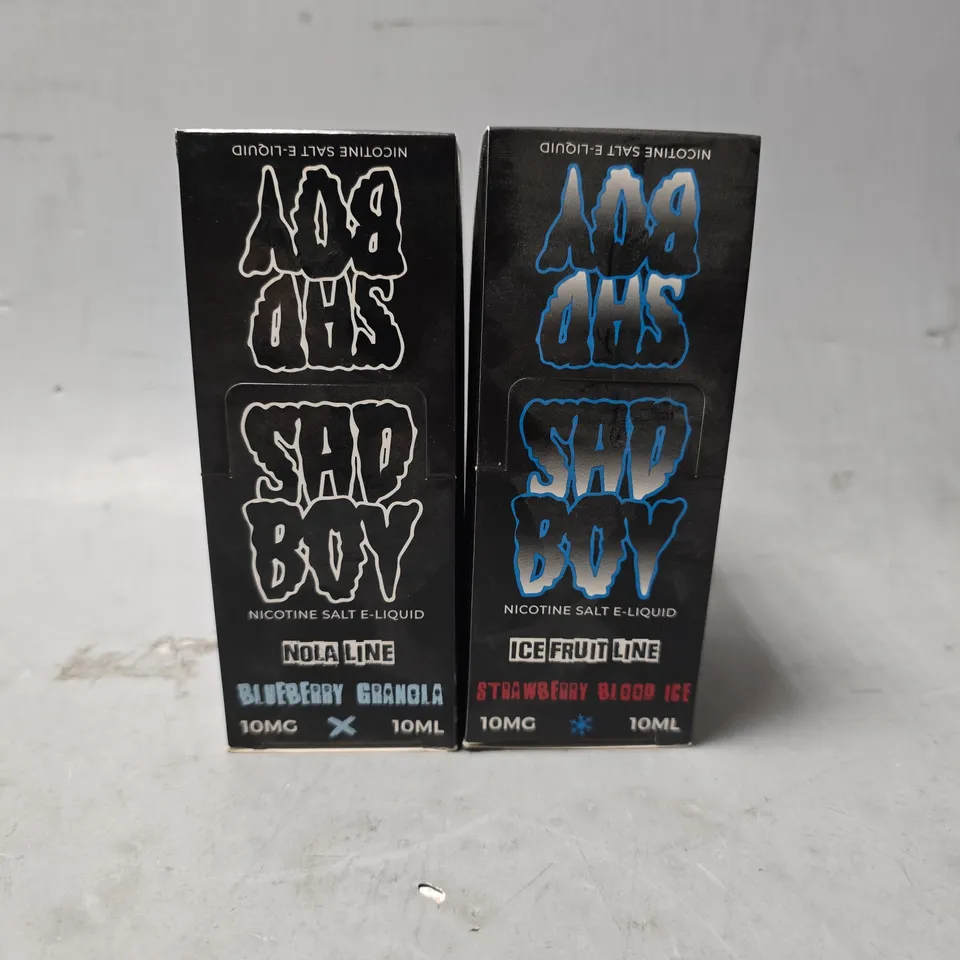 NICOTINE SALT E-LIQUID
SAD
BOY
SAD
BOY
NICOTINE SALT E-LIQUID
NOLA LINE
BLUEBERRY GRANOLA
10MG X 10ML
NICOTINE SALT E-LIQUID
SAD
BOY
SAD
BOY
NICOTINE SALT E-LIQUID
ICE FRUIT LINE
STRAWBERRY BLOOD ICE
10MG 10ML